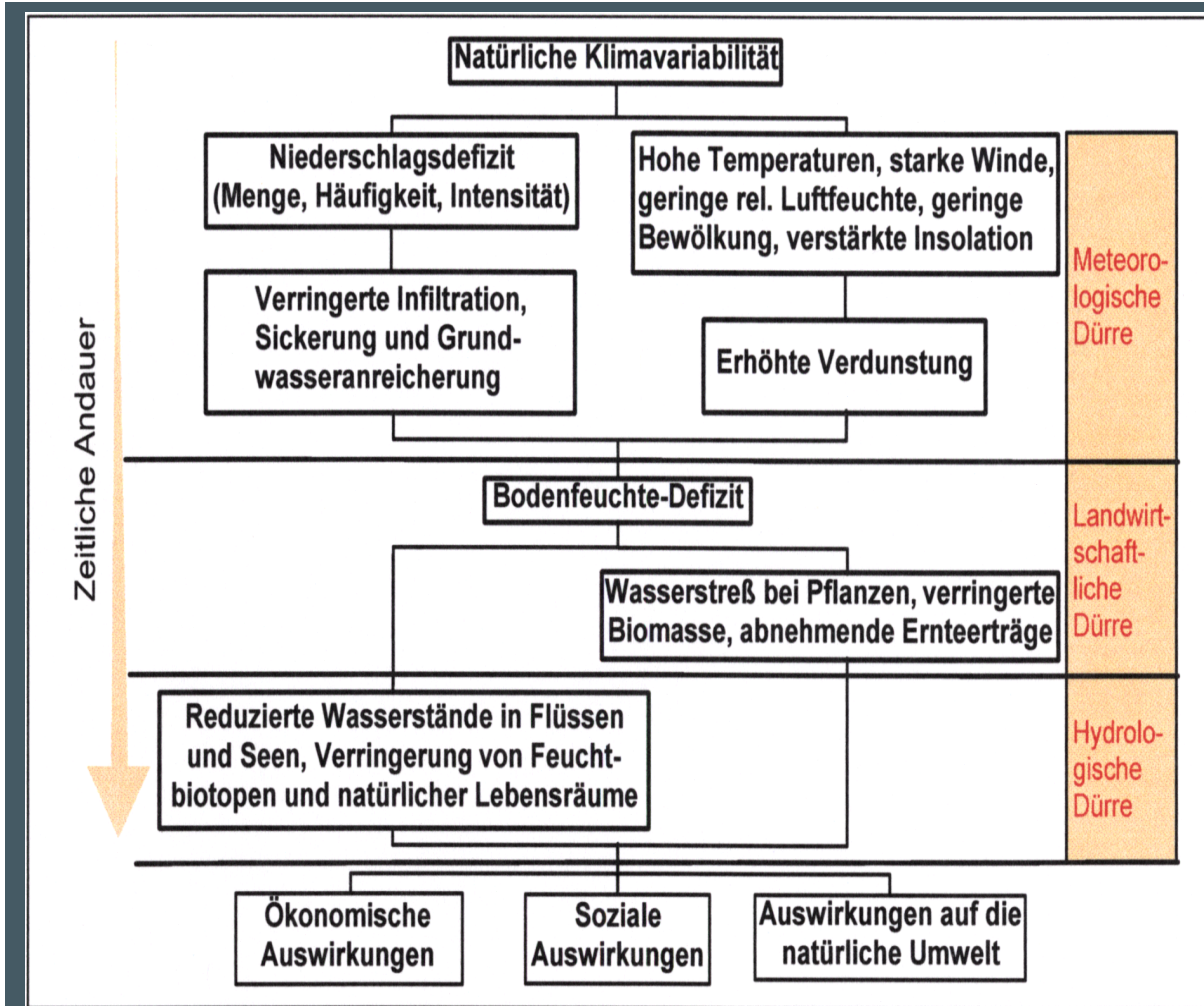 Natürliche Klimavariabilität
Niederschlagsdefizit
(Menge, Häufigkeit, Intensität)
Hohe Temperaturen, starke Winde,
geringe rel. Luftfeuchte, geringe
Bewölkung, verstärkte Insolation
Verringerte Infiltration,
Sickerung und Grund-
wasseranreicherung
Erhöhte Verdunstung
Meteoro-
logische
Dürre
Zeitliche Andauer
Bodenfeuchte-Defizit
Wasserstreß bei Pflanzen, verringerte
Biomasse, abnehmende Ernteerträge
Landwirt-
schaft-
liche
Dürre
Reduzierte Wasserstände in Flüssen
und Seen, Verringerung von Feucht-
biotopen und natürlicher Lebensräume
Hydrolo-
gische
Dürre
Ökonomische
Auswirkungen
Soziale
Auswirkungen
Auswirkungen auf die
natürliche Umwelt